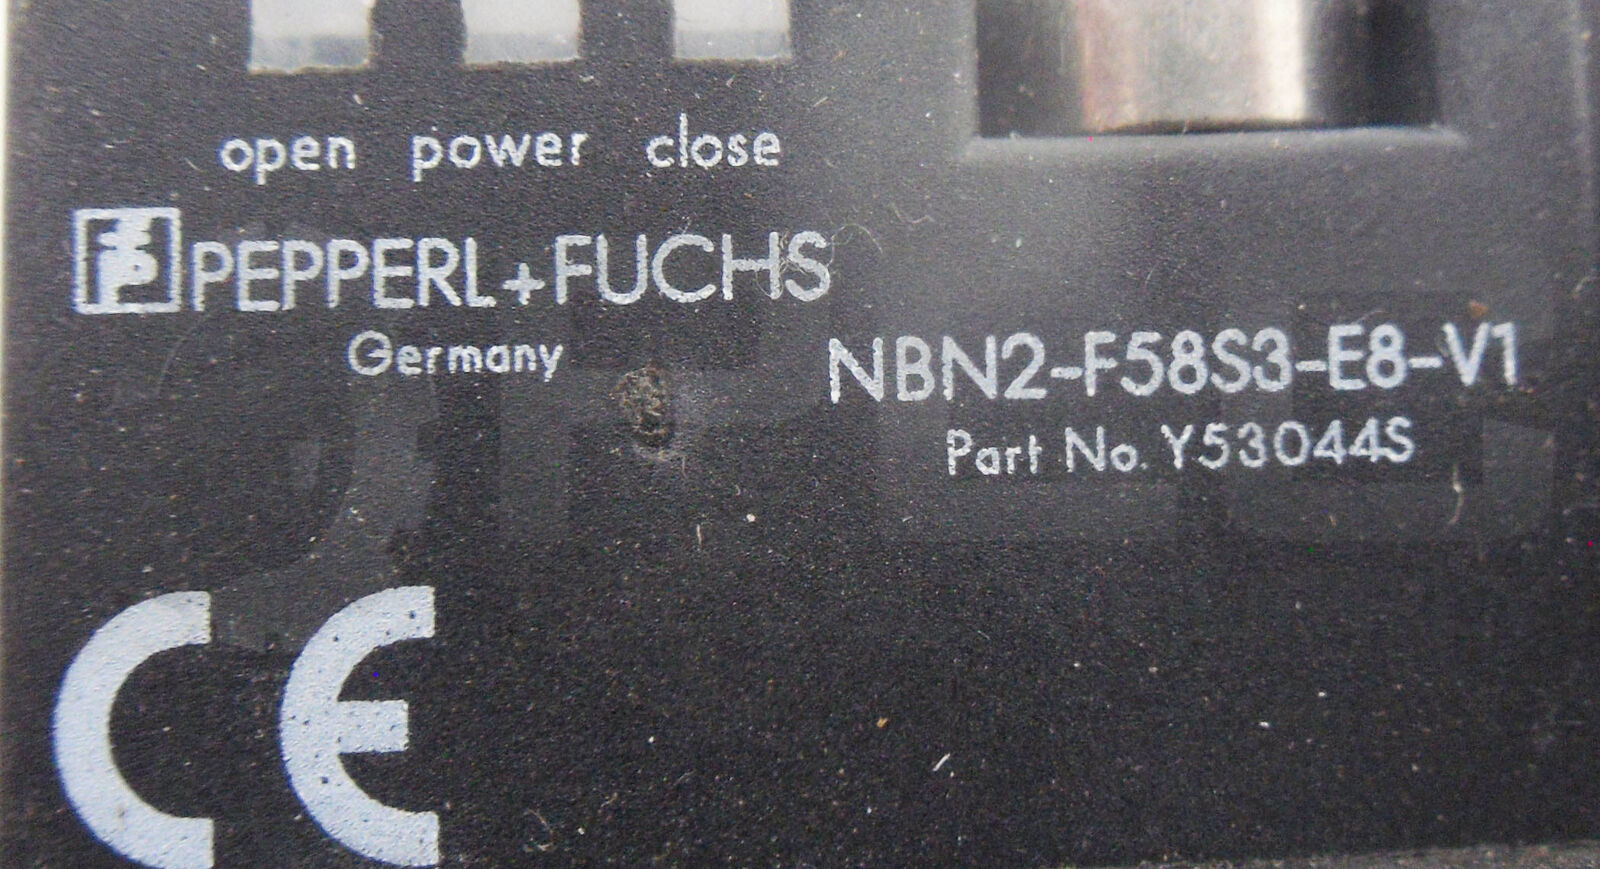 open power close
PEPPERL+FUCHS
Germany
NBN2-F58S3-E8-V1
Part No. Y53044S
CE